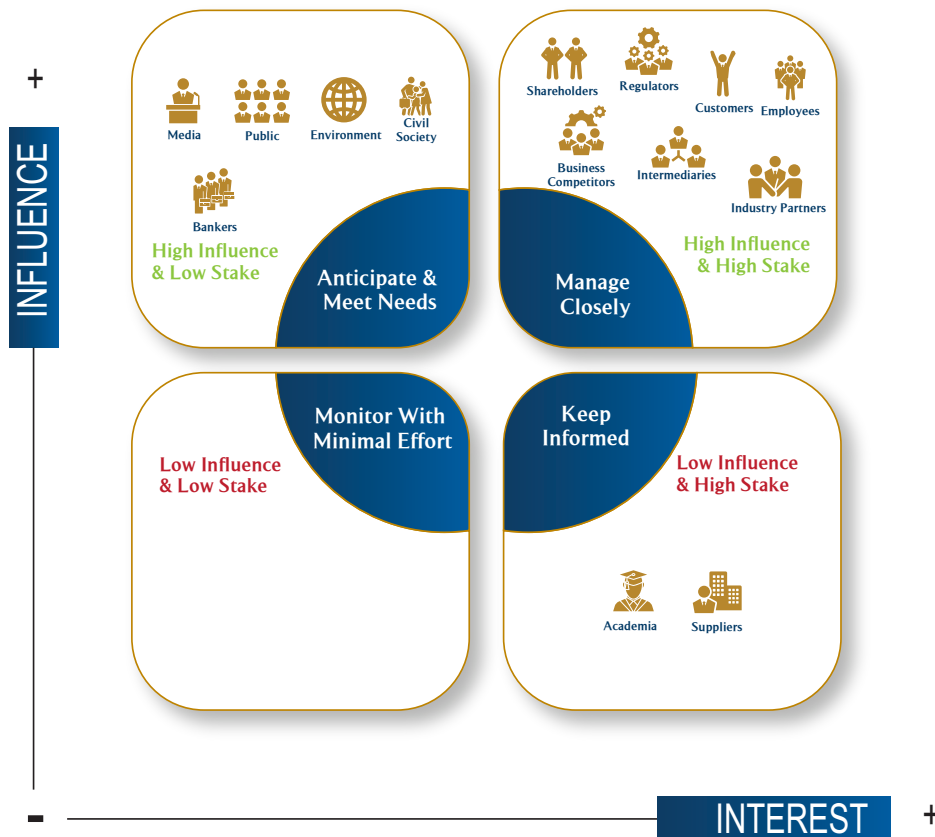 +
INFLUENCE
Media
Public
Environment
Civil
Society
Bankers
High Influence
& Low Stake
Anticipate &
Meet Needs
Shareholders
Regulators
Customers
Employees
Business
Competitors
Intermediaries
Industry Partners
High Influence
& High Stake
Manage
Closely
Monitor With
Minimal Effort
Low Influence
& Low Stake
Keep
Informed
Low Influence
& High Stake
Academia
Suppliers
-
INTEREST
+